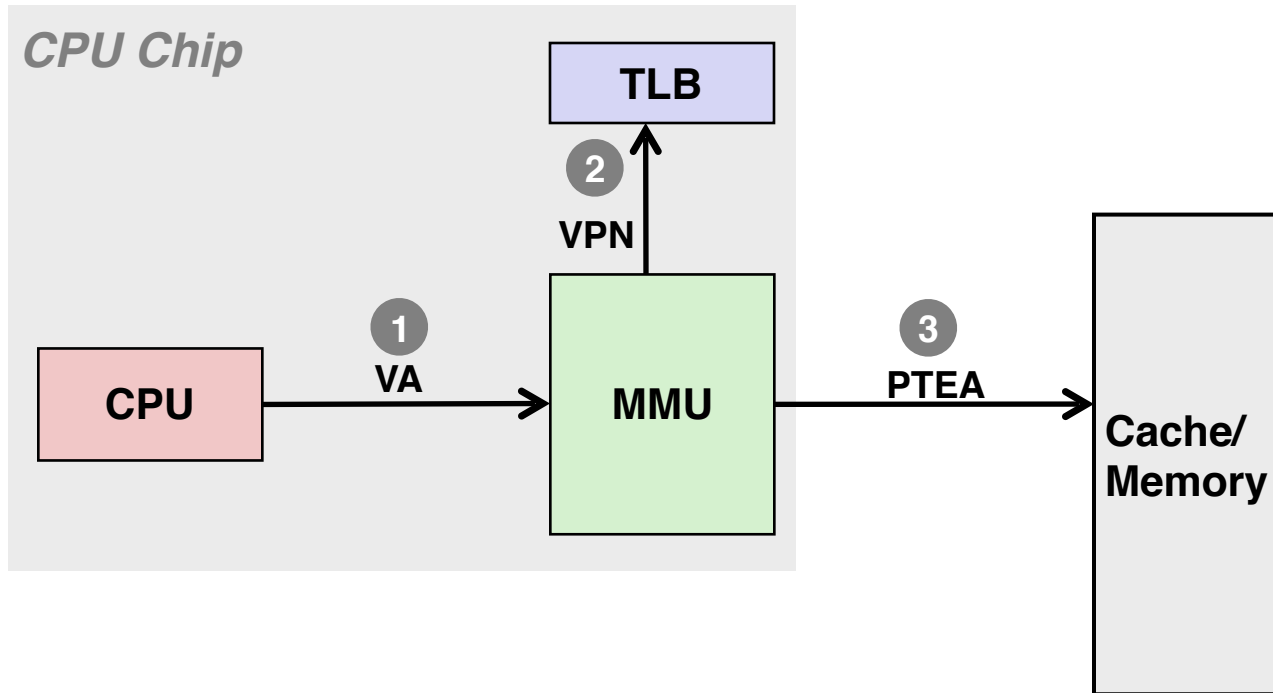 CPU Chip
TLB
2
VPN
1
VA
3
PTEA
CPU
MMU
Cache/
Memory